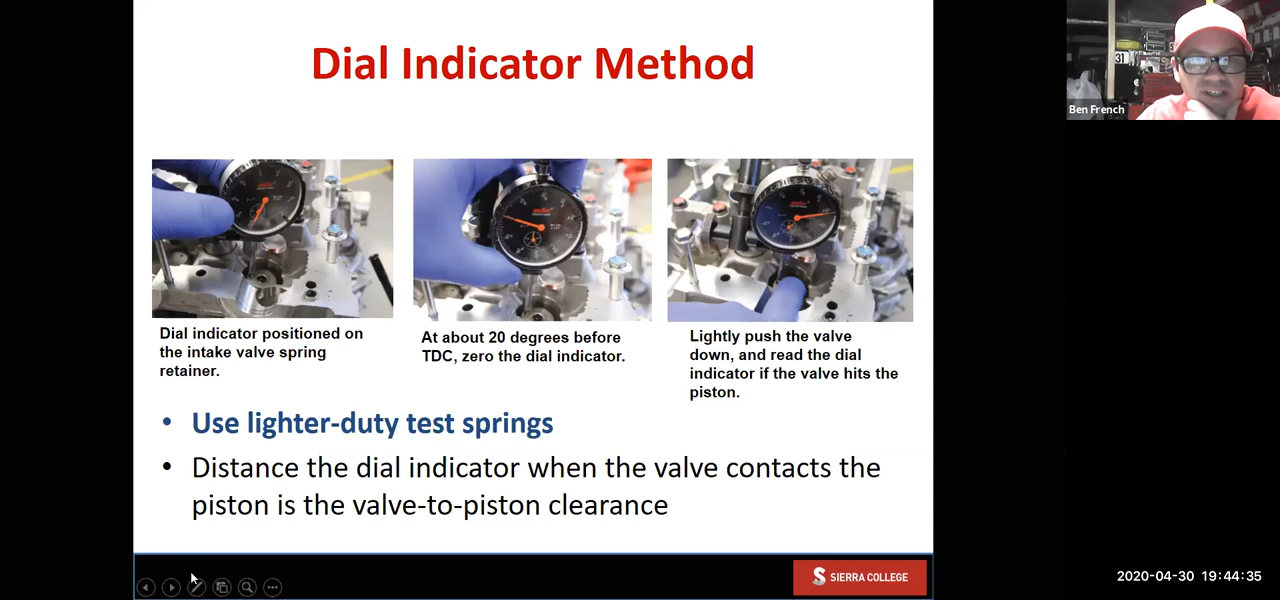 Dial Indicator Method
Ben French
Dial indicator positioned on
the intake valve spring
retainer.
At about 20 degrees before
TDC, zero the dial indicator.
Lightly push the valve
down, and read the dial
indicator if the valve hits the
piston.
• Use lighter-duty test springs
• Distance the dial indicator when the valve contacts the
piston is the valve-to-piston clearance
S SIERRA COLLEGE
2020-04-30 19:44:35